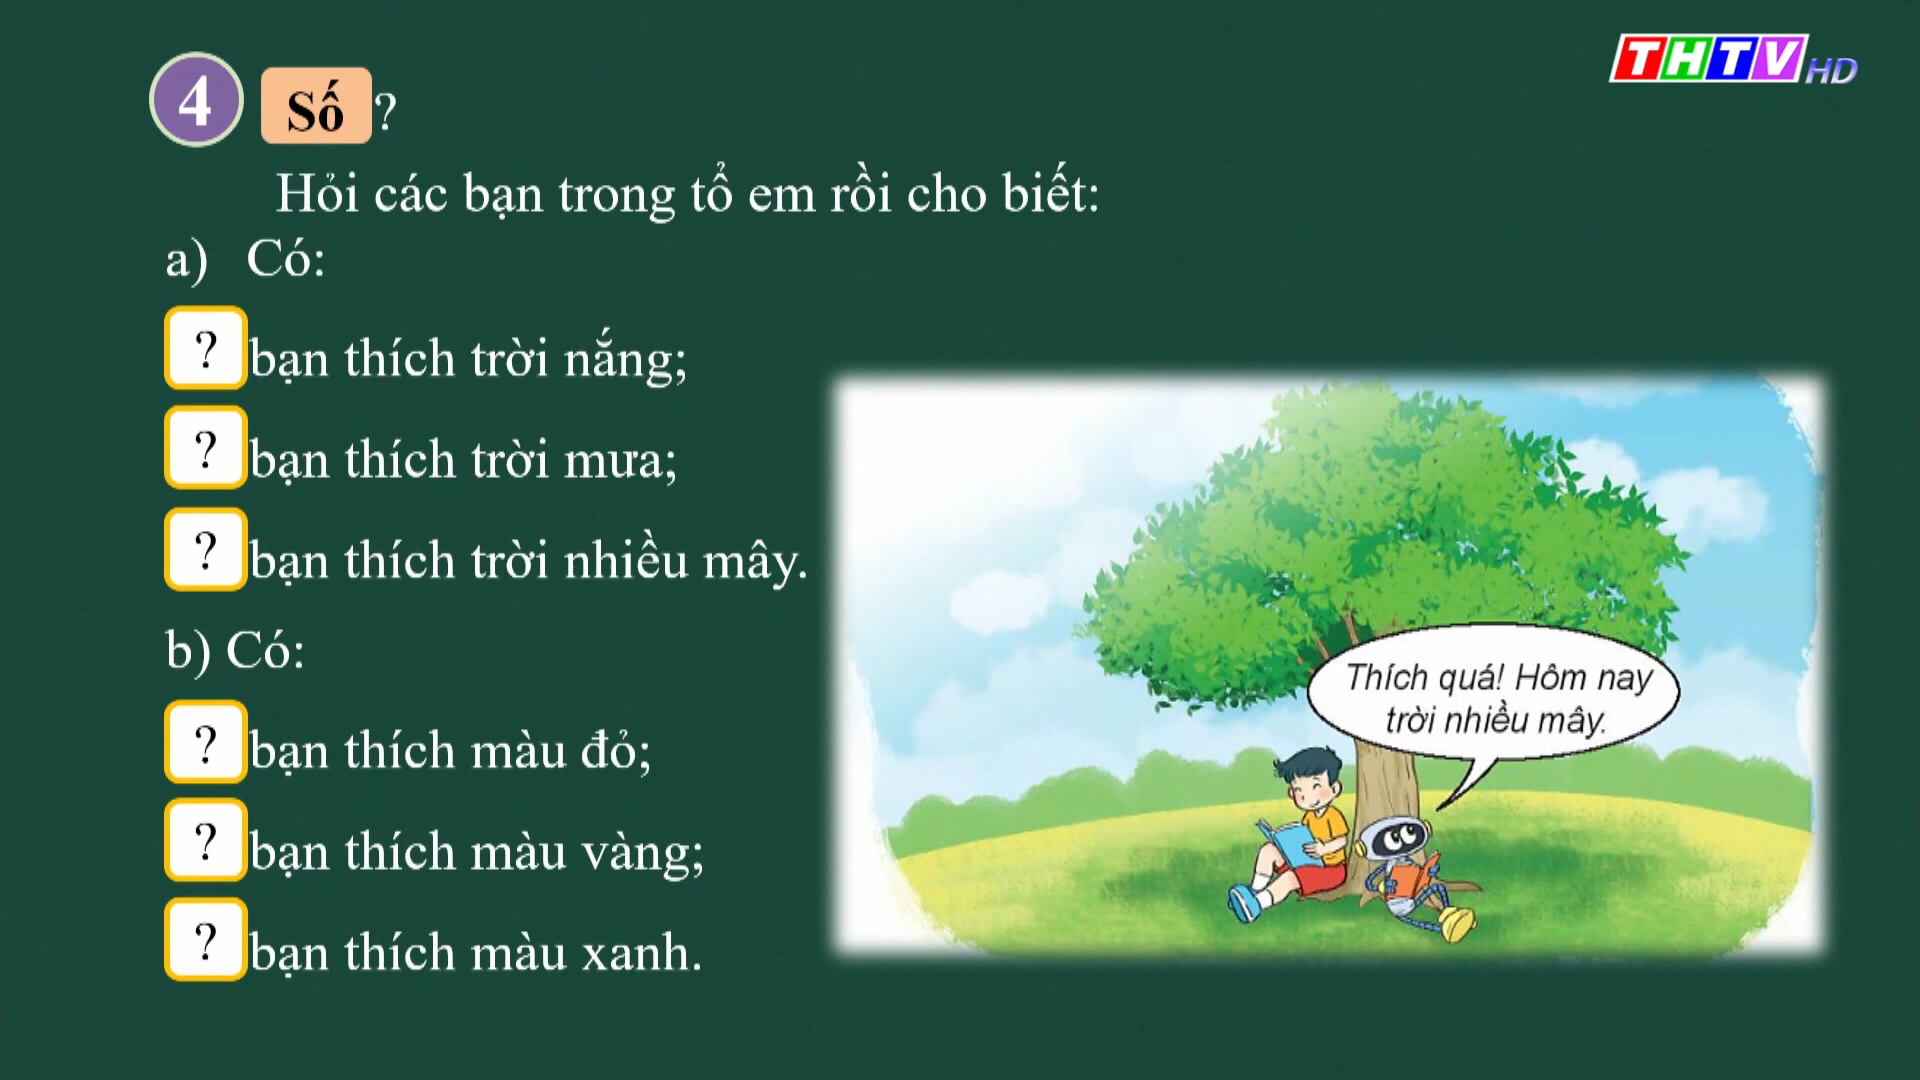 THTV HD
4 Số ?
Hỏi các bạn trong tổ em rồi cho biết:
a) Có:
? bạn thích trời nắng;
? bạn thích trời mưa;
? bạn thích trời nhiều mây.
b) Có:
? bạn thích màu đỏ;
? bạn thích màu vàng;
? bạn thích màu xanh.
Thích quá! Hôm nay
trời nhiều mây.